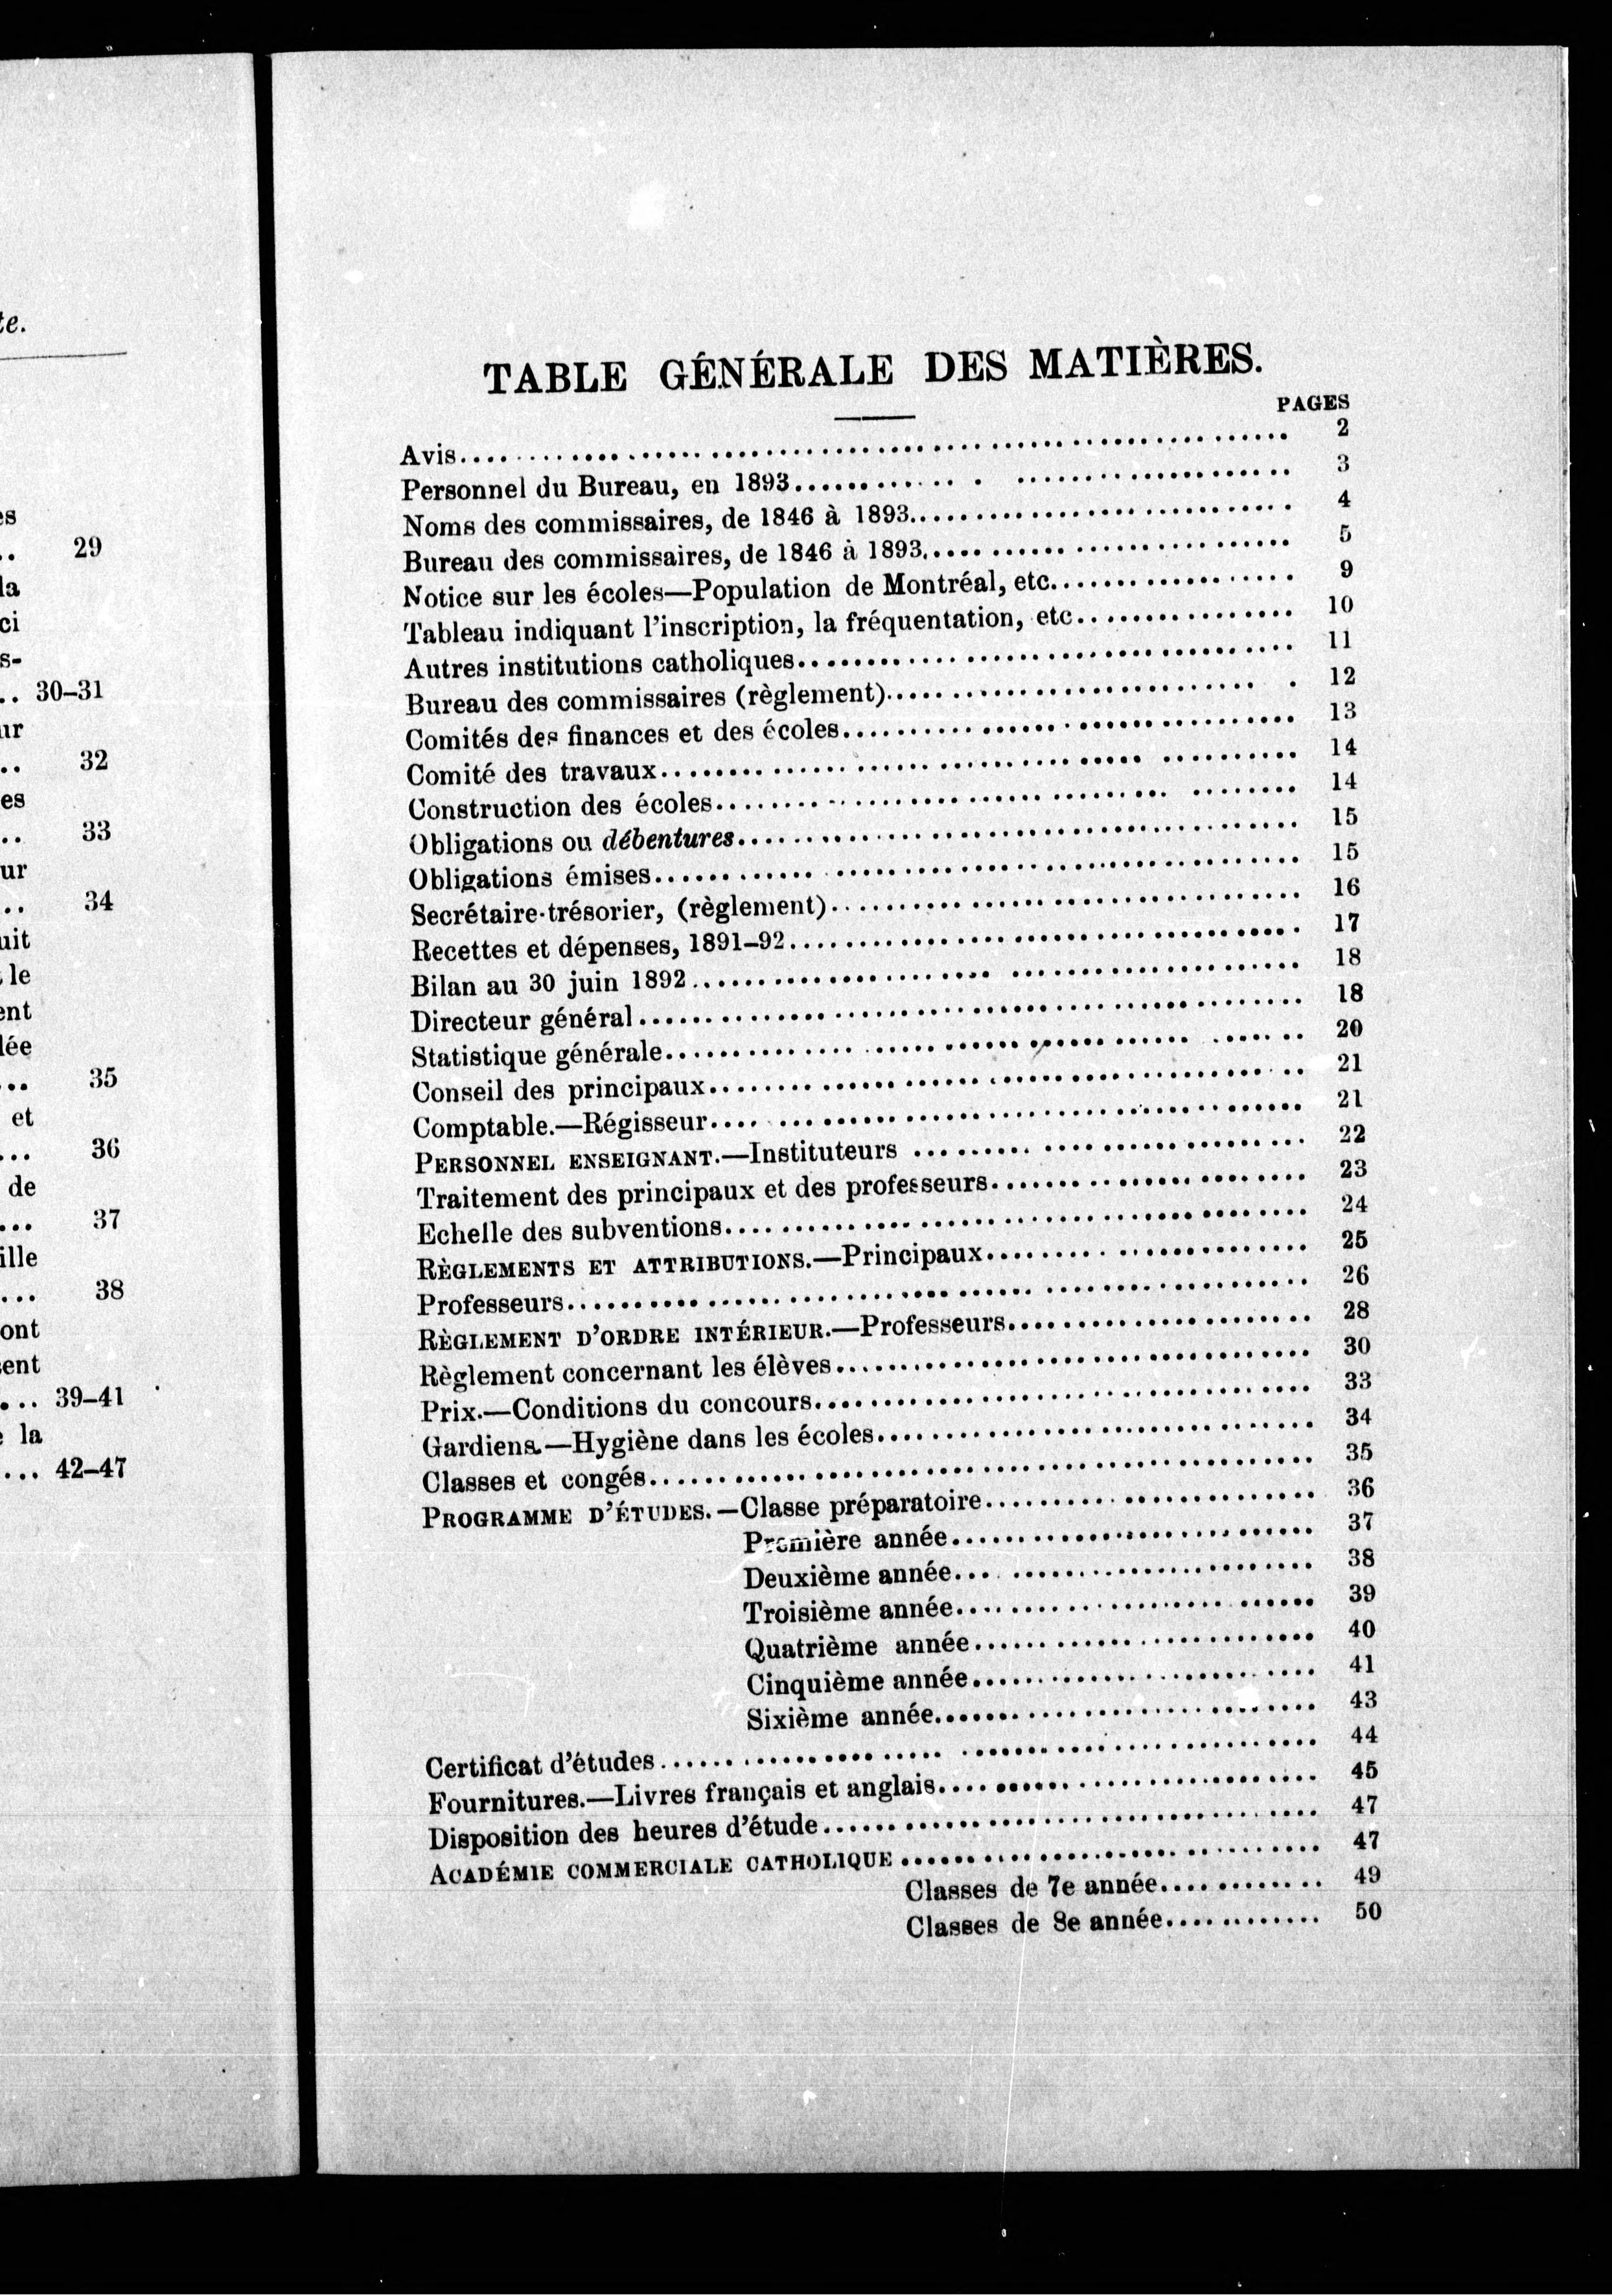 te.
es
.. 29
la
ci
s-
.. 30–31
ur
.. 32
es
.. 33
ur
.. 34
uit
le
ent
lée
... 35
et
... 36
de
... 37
ille
... 38
ont
sent
... 39–41
la
... 42–47
TABLE GÉNÉRALE DES MATIÈRES.
PAGES
Avis........ 2
Personnel du Bureau, en 1893........ 3
Noms des commissaires, de 1846 à 1893........ 4
Bureau des commissaires, de 1846 à 1893........ 5
Notice sur les écoles—Population de Montréal, etc........ 9
Tableau indiquant l'inscription, la fréquentation, etc........ 10
Autres institutions catholiques........ 11
Bureau des commissaires (règlement)........ 12
Comités des finances et des écoles........ 13
Comité des travaux........ 14
Construction des écoles........ 14
Obligations ou débentures........ 15
Obligations émises........ 15
Secrétaire-trésorier, (règlement)........ 16
Recettes et dépenses, 1891–92........ 17
Bilan au 30 juin 1892........ 18
Directeur général........ 18
Statistique générale........ 20
Conseil des principaux........ 21
Comptable.—Régisseur........ 21
PERSONNEL ENSEIGNANT.—Instituteurs ........ 22
Traitement des principaux et des professeurs........ 23
Echelle des subventions........ 24
RÈGLEMENTS ET ATTRIBUTIONS.—Principaux........ 25
Professeurs........ 26
RÈGLEMENT D'ORDRE INTÉRIEUR.—Professeurs........ 28
Règlement concernant les élèves........ 30
Prix.—Conditions du concours........ 33
Gardiens.—Hygiène dans les écoles........ 34
Classes et congés........ 35
PROGRAMME D'ÉTUDES.—Classe préparatoire........ 36
Première année........ 37
Deuxième année........ 38
Troisième année........ 39
Quatrième année........ 40
Cinquième année........ 41
Sixième année........ 43
Certificat d'études........ 44
Fournitures.—Livres français et anglais........ 45
Disposition des heures d'étude........ 47
ACADÉMIE COMMERCIALE CATHOLIQUE ........ 47
Classes de 7e année........ 49
Classes de 8e année........ 50